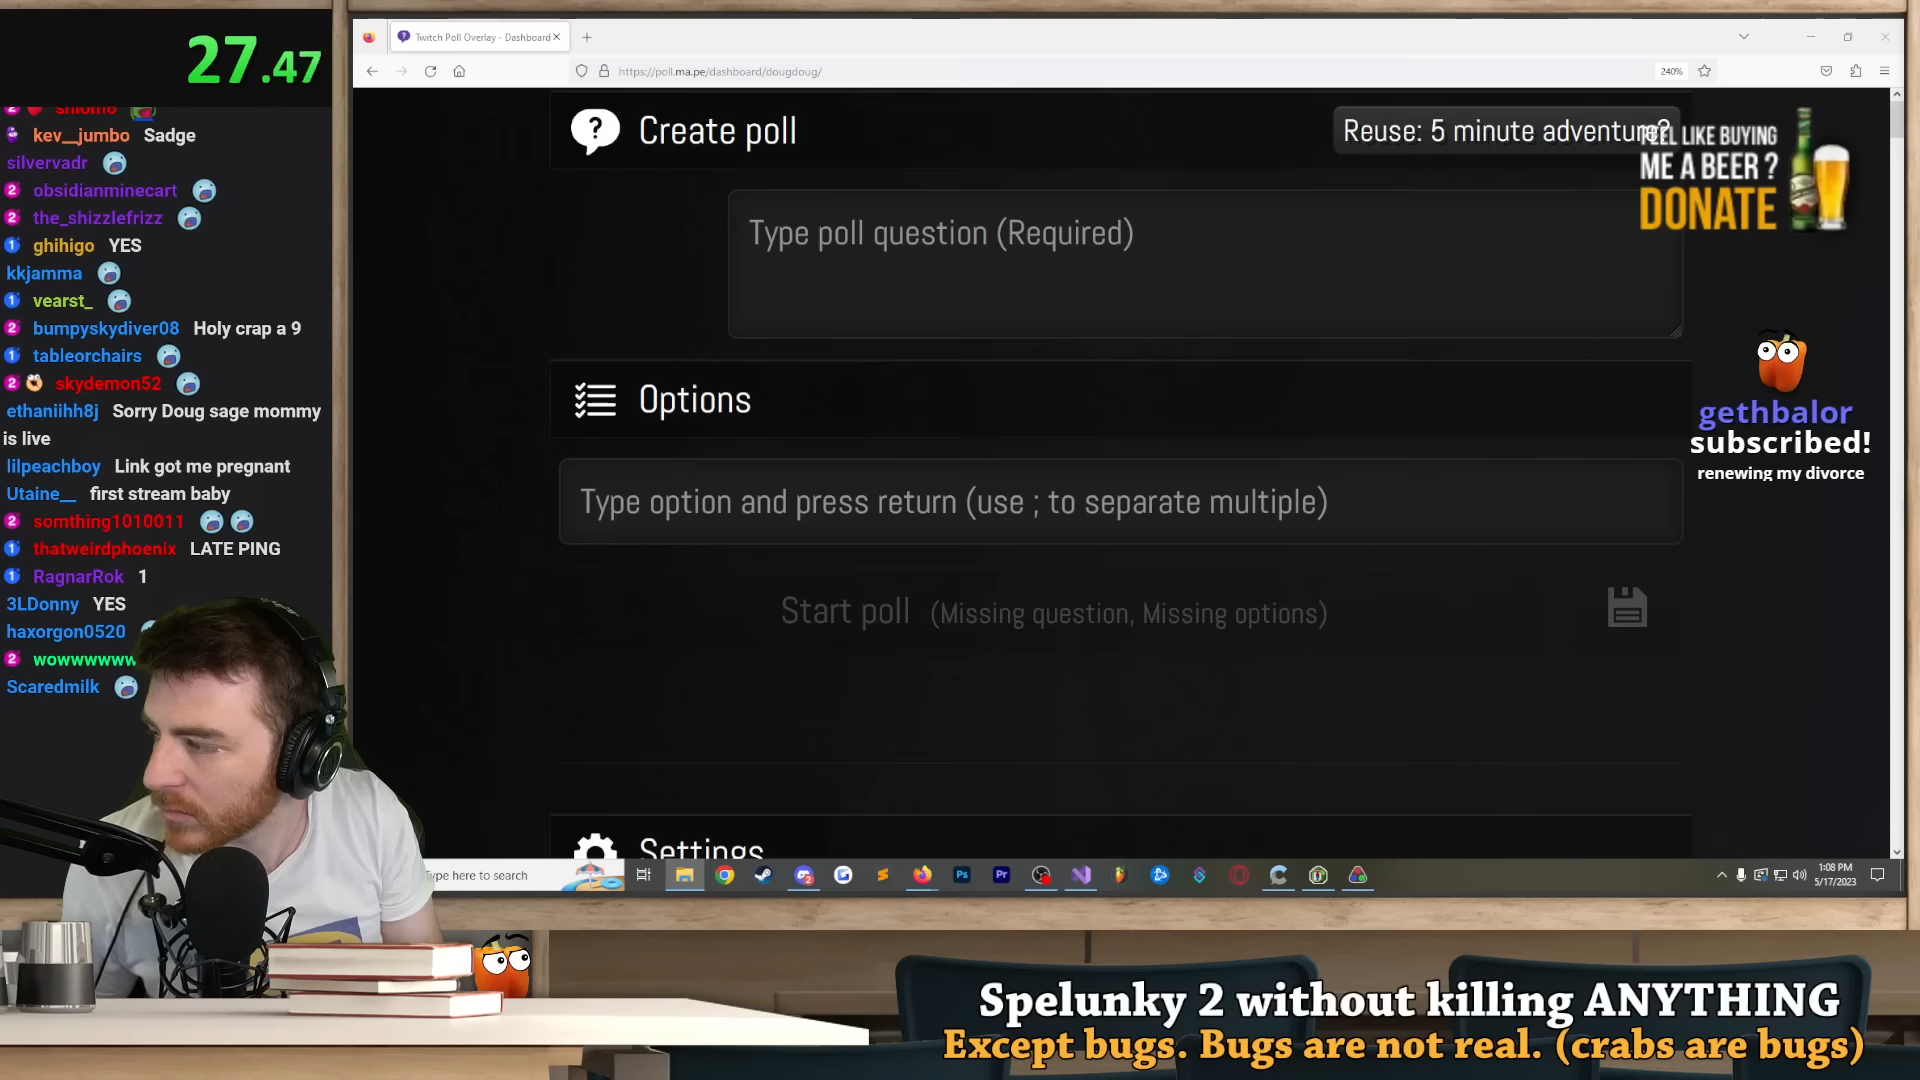 27.47
shlomo
kev__jumbo Sadge
silvervadr
obsidianminecart
the_shizzlefrizz
ghihigo YES
kkjamma
vearst_
bumpyskydiver08 Holy crap a 9
tableorchairs
skydemon52
ethaniihh8j Sorry Doug sage mommy
is live
lilpeachboy Link got me pregnant
Utaine__ first stream baby
somthing1010011
thatweirdphoenix LATE PING
RagnarRok 1
3LDonny YES
haxorgon0520
wowwwwww
Scaredmilk
Twitch Poll Overlay - Dashboard
https://poll.ma.pe/dashboard/dougdoug/
240%
Create poll
Reuse: 5 minute adventure?
Type poll question (Required)
Options
Type option and press return (use ; to separate multiple)
Start poll (Missing question, Missing options)
Settings
LIKE BUYING
ME A BEER ?
DONATE
gethbalor
subscribed!
renewing my divorce
Type here to search
Ps
Pr
1:08 PM
5/17/2023
Spelunky 2 without killing ANYTHING
Except bugs. Bugs are not real. (crabs are bugs)